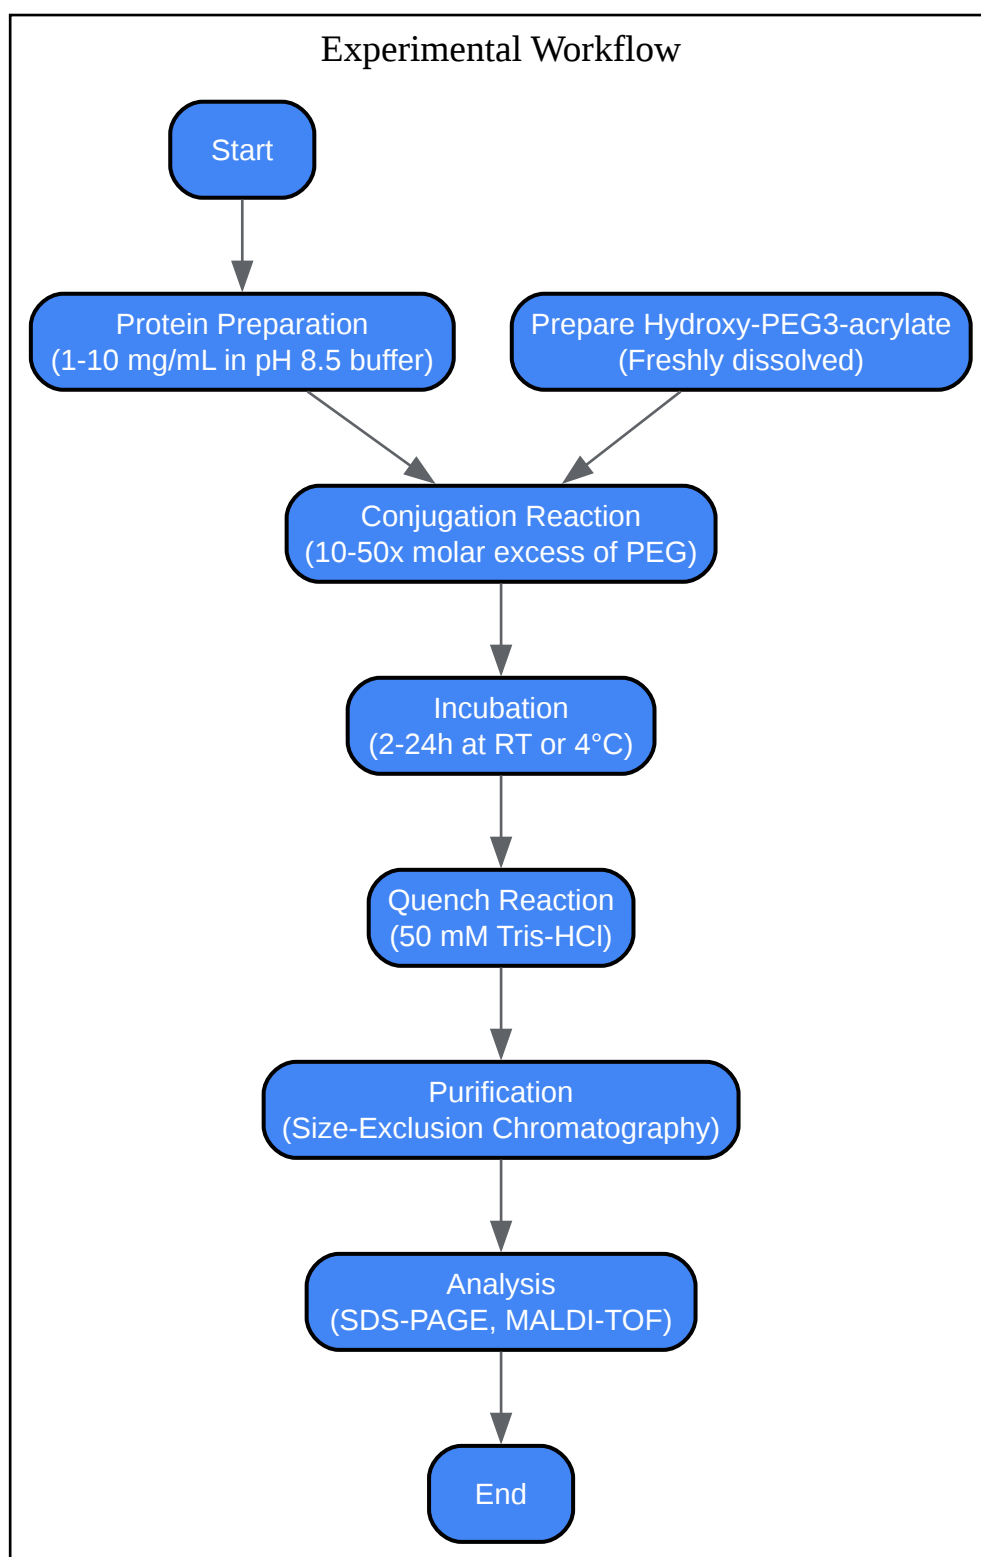 Experimental Workflow
Start
Protein Preparation
(1-10 mg/mL in pH 8.5 buffer)
Prepare Hydroxy-PEG3-acrylate
(Freshly dissolved)
Conjugation Reaction
(10-50x molar excess of PEG)
Incubation
(2-24h at RT or 4°C)
Quench Reaction
(50 mM Tris-HCl)
Purification
(Size-Exclusion Chromatography)
Analysis
(SDS-PAGE, MALDI-TOF)
End